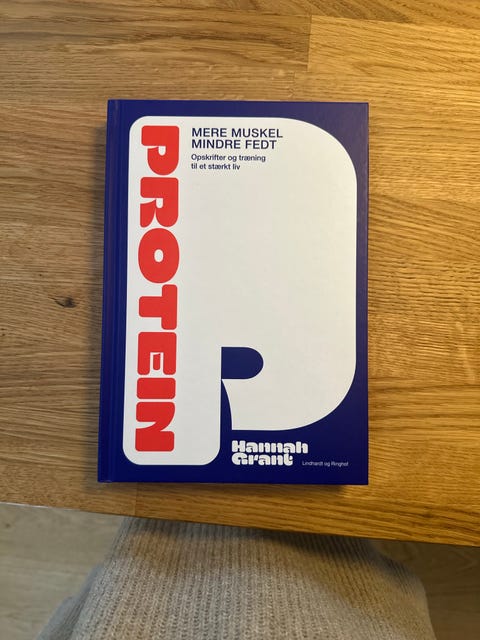 PROTEIN
MERE MUSKEL
MINDRE FEDT
Opskrifter og træning
til et stærkt liv
Hannah
Grant
Lindhardt og Ringhof